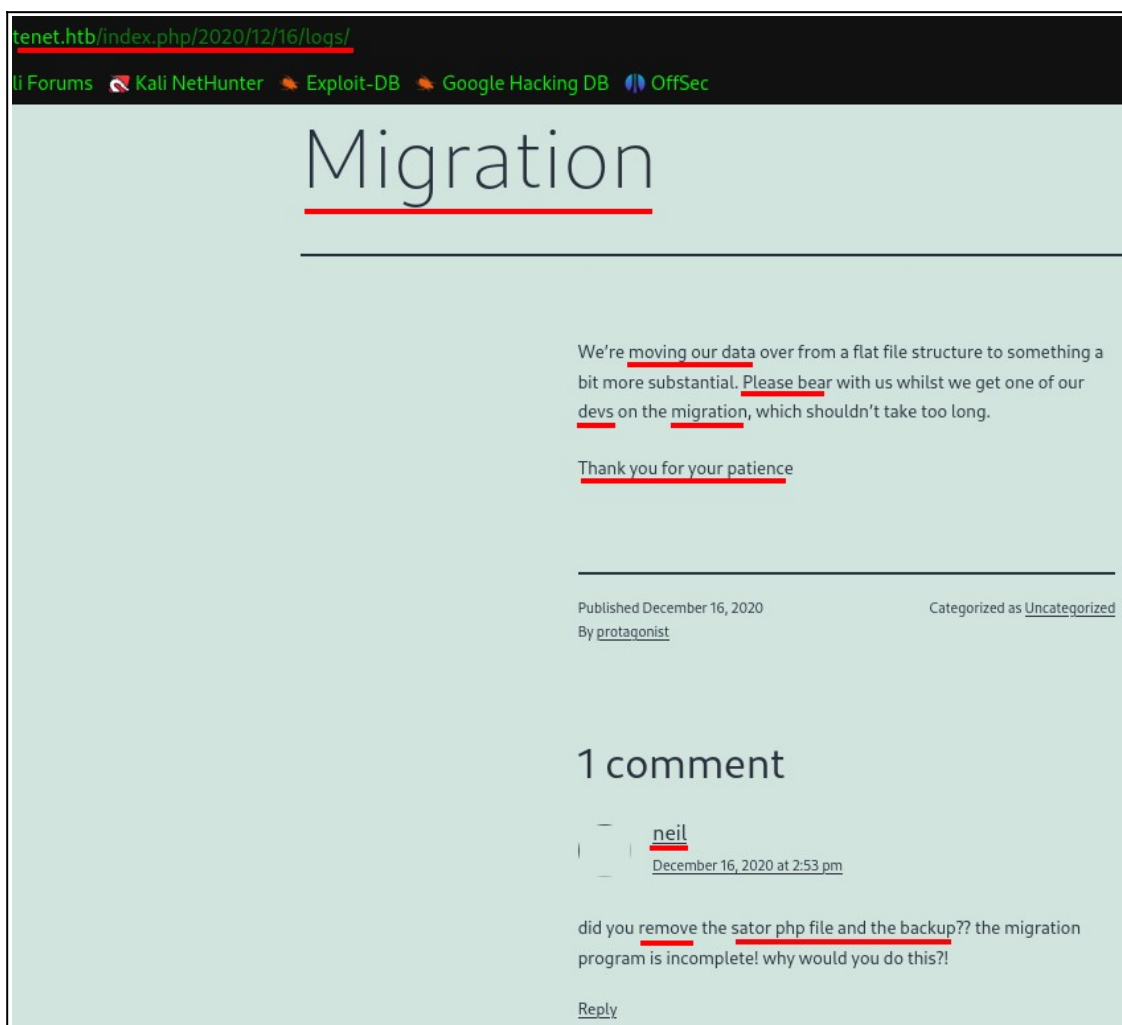 tenet.htb/index.php/2020/12/16/logs/
li Forums Kali NetHunter Exploit-DB Google Hacking DB OffSec
Migration
We're moving our data over from a flat file structure to something a
bit more substantial. Please bear with us whilst we get one of our
devs on the migration, which shouldn't take too long.
Thank you for your patience
Published December 16, 2020 Categorized as Uncategorized
By protagonist
1 comment
neil
December 16, 2020 at 2:53 pm
did you remove the sator php file and the backup?? the migration
program is incomplete! why would you do this?!
Reply